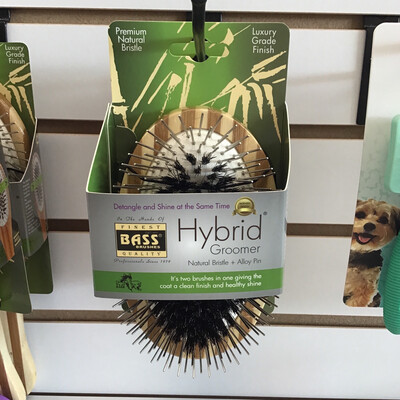 Luxury
Grade
Finish
Premium
Natural
Bristle
Luxury
Grade
Finish
Detangle and Shine at the Same Time
In The Hands Of
FINEST
BASS®
BRUSHES
QUALITY
Professionals Since 1979
Hybrid®
Groomer
Natural Bristle + Alloy Pin
It's two brushes in one giving the
coat a clean finish and healthy shine